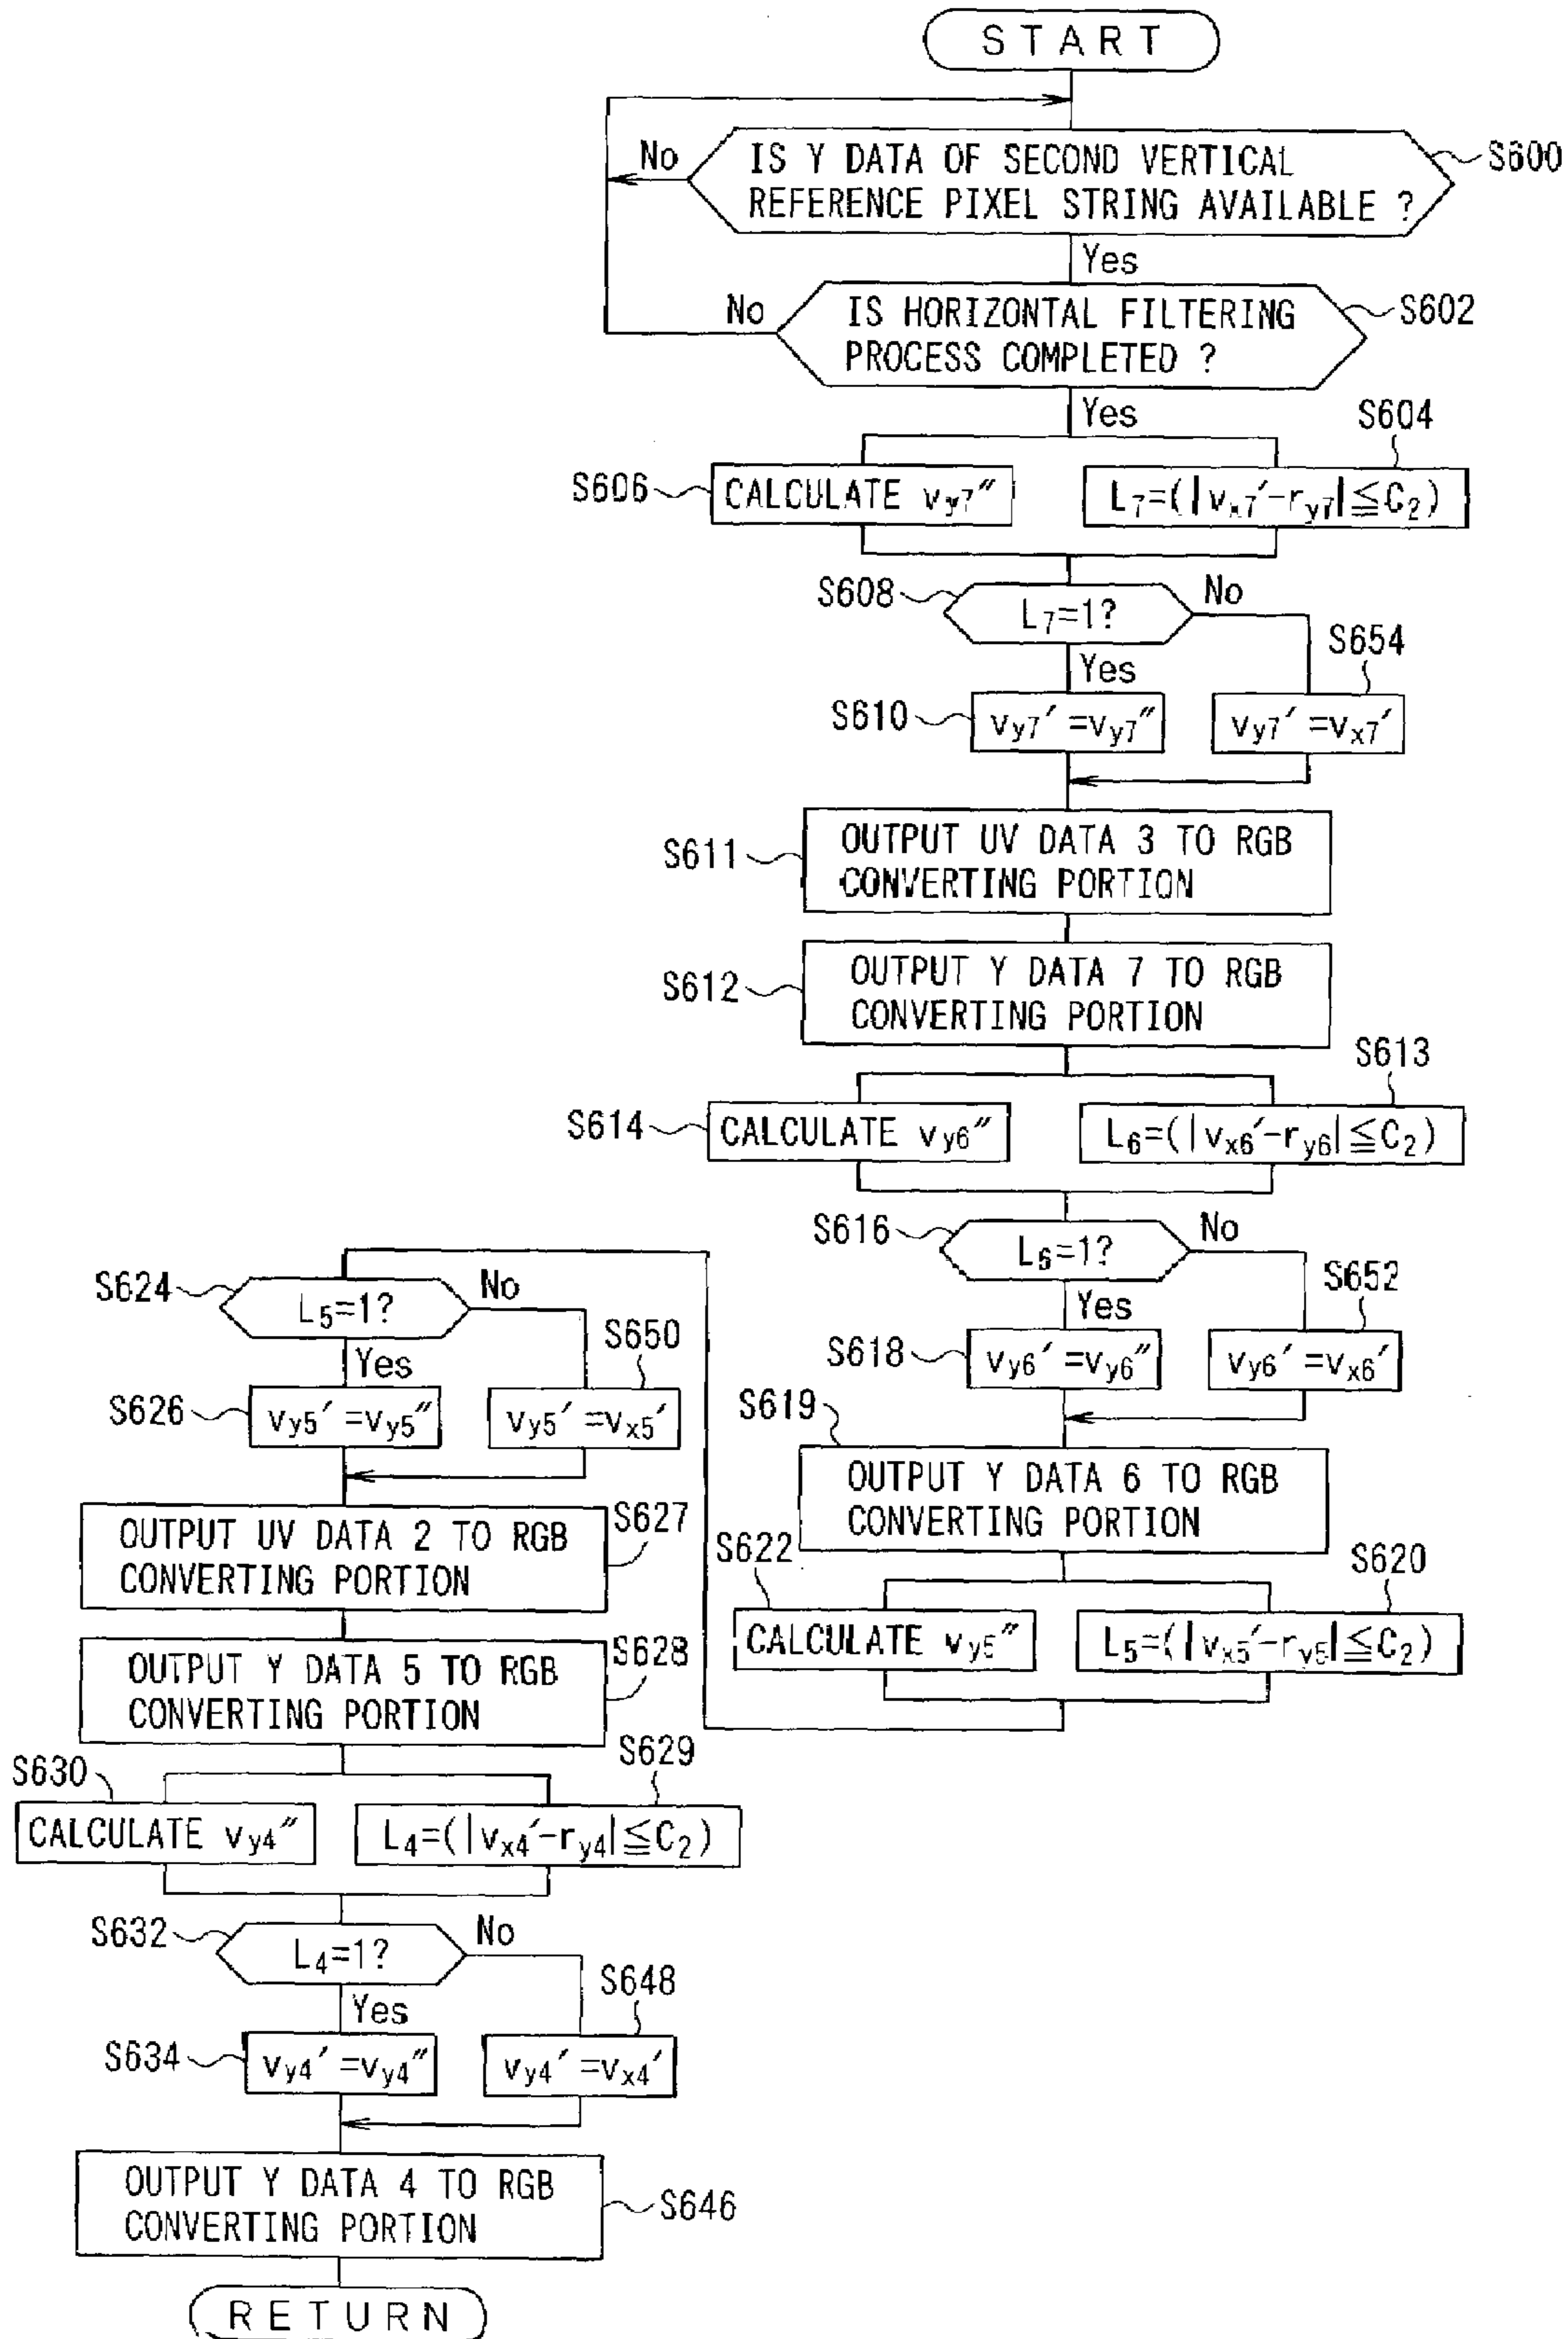 START
No
IS Y DATA OF SECOND VERTICAL
REFERENCE PIXEL STRING AVAILABLE ?
S600
Yes
No
IS HORIZONTAL FILTERING
PROCESS COMPLETED ?
S602
Yes
S604
S606
CALCULATE vy7″
L7=(|vx7′−ry7|≦C2)
S608
L7=1?
No
S654
Yes
S610
vy7′=vy7″
vy7′=vx7′
S611
OUTPUT UV DATA 3 TO RGB
CONVERTING PORTION
S612
OUTPUT Y DATA 7 TO RGB
CONVERTING PORTION
S613
S614
CALCULATE vy6″
L6=(|vx6′−ry6|≦C2)
S616
L6=1?
No
S652
Yes
S618
vy6′=vy6″
vy6′=vx6′
S619
OUTPUT Y DATA 6 TO RGB
CONVERTING PORTION
S622
S620
CALCULATE vy5″
L5=(|vx5′−ry5|≦C2)
S624
L5=1?
No
S650
Yes
S626
vy5′=vy5″
vy5′=vx5′
OUTPUT UV DATA 2 TO RGB
CONVERTING PORTION
S627
OUTPUT Y DATA 5 TO RGB
CONVERTING PORTION
S628
S629
S630
CALCULATE vy4″
L4=(|vx4′−ry4|≦C2)
S632
L4=1?
No
S648
Yes
S634
vy4′=vy4″
vy4′=vx4′
OUTPUT Y DATA 4 TO RGB
CONVERTING PORTION
S646
RETURN